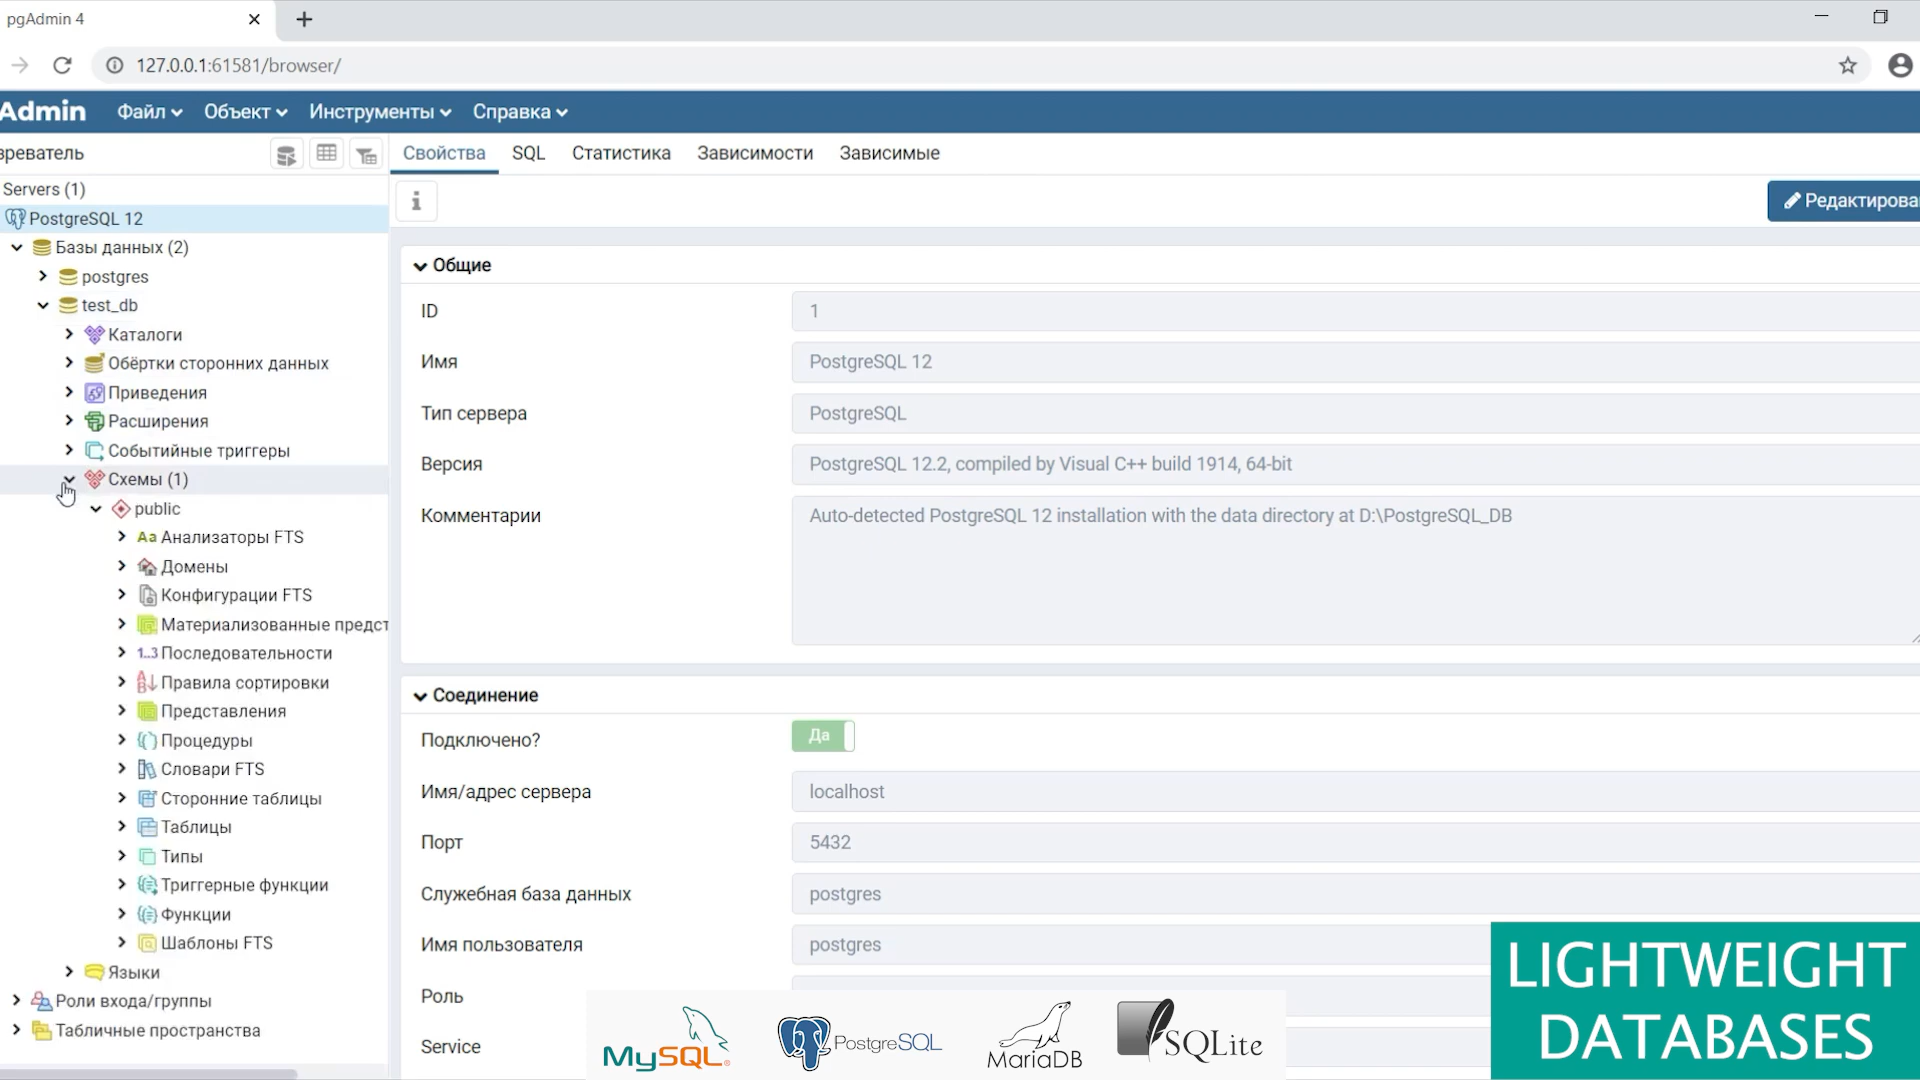 pgAdmin 4
127.0.0.1:61581/browser/
Admin
Файл
Объект
Инструменты
Справка
зреватель
Свойства
SQL
Статистика
Зависимости
Зависимые
Редактирова
Servers (1)
PostgreSQL 12
Базы данных (2)
postgres
test_db
Каталоги
Обёртки сторонних данных
Приведения
Расширения
Событийные триггеры
Схемы (1)
public
Aa Анализаторы FTS
Домены
Конфигурации FTS
Материализованные предст
1..3 Последовательности
Правила сортировки
Представления
Процедуры
Словари FTS
Сторонние таблицы
Таблицы
Типы
Триггерные функции
Функции
Шаблоны FTS
Языки
Роли входа/группы
Табличные пространства
Общие
ID
1
Имя
PostgreSQL 12
Тип сервера
PostgreSQL
Версия
PostgreSQL 12.2, compiled by Visual C++ build 1914, 64-bit
Комментарии
Auto-detected PostgreSQL 12 installation with the data directory at D:\PostgreSQL_DB
Соединение
Подключено?
Да
Имя/адрес сервера
localhost
Порт
5432
Служебная база данных
postgres
Имя пользователя
postgres
Роль
Service
MySQL®
PostgreSQL
MariaDB
SQLite
LIGHTWEIGHT
DATABASES